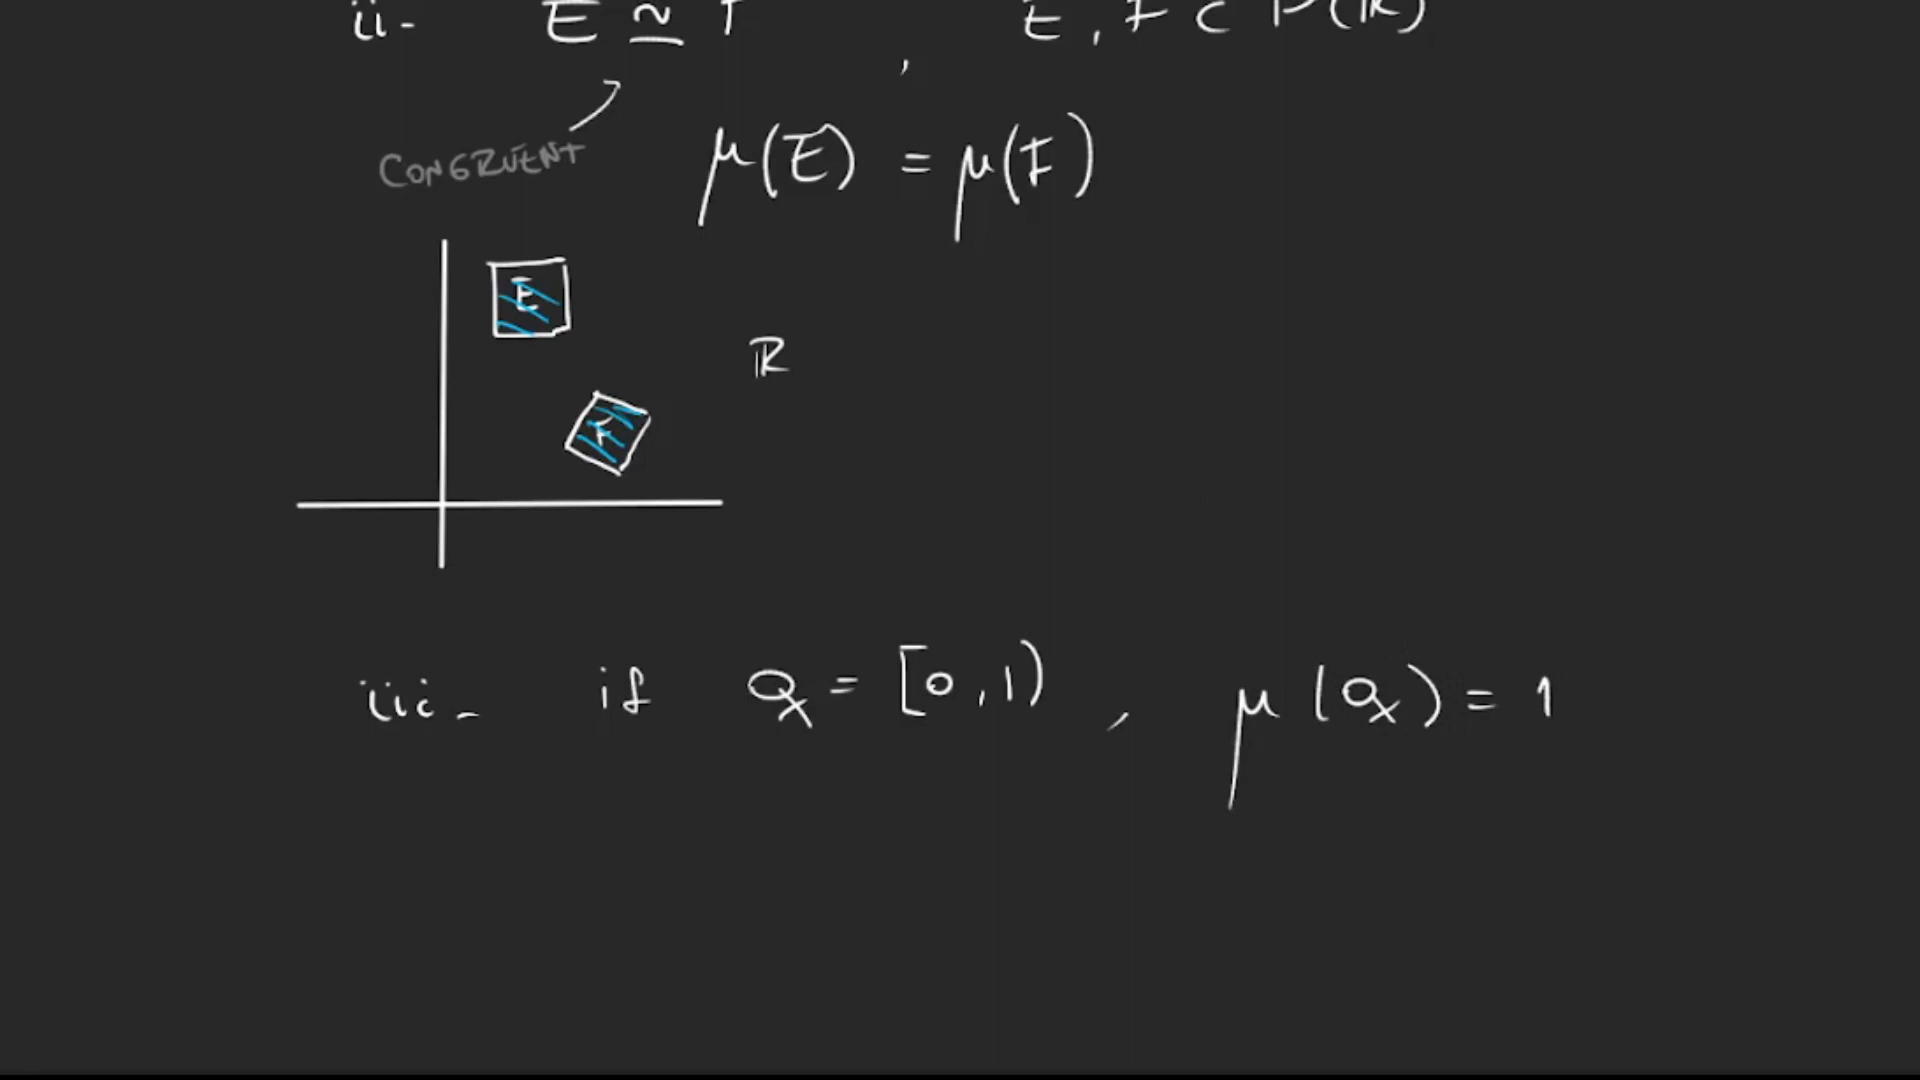 ii- E ≃ F , E, F ⊂ P(ℝ)
CONGRUENT
μ(E) = μ(F)
E
ℝ
F
iii- if Q = [0,1) , μ(Q) = 1